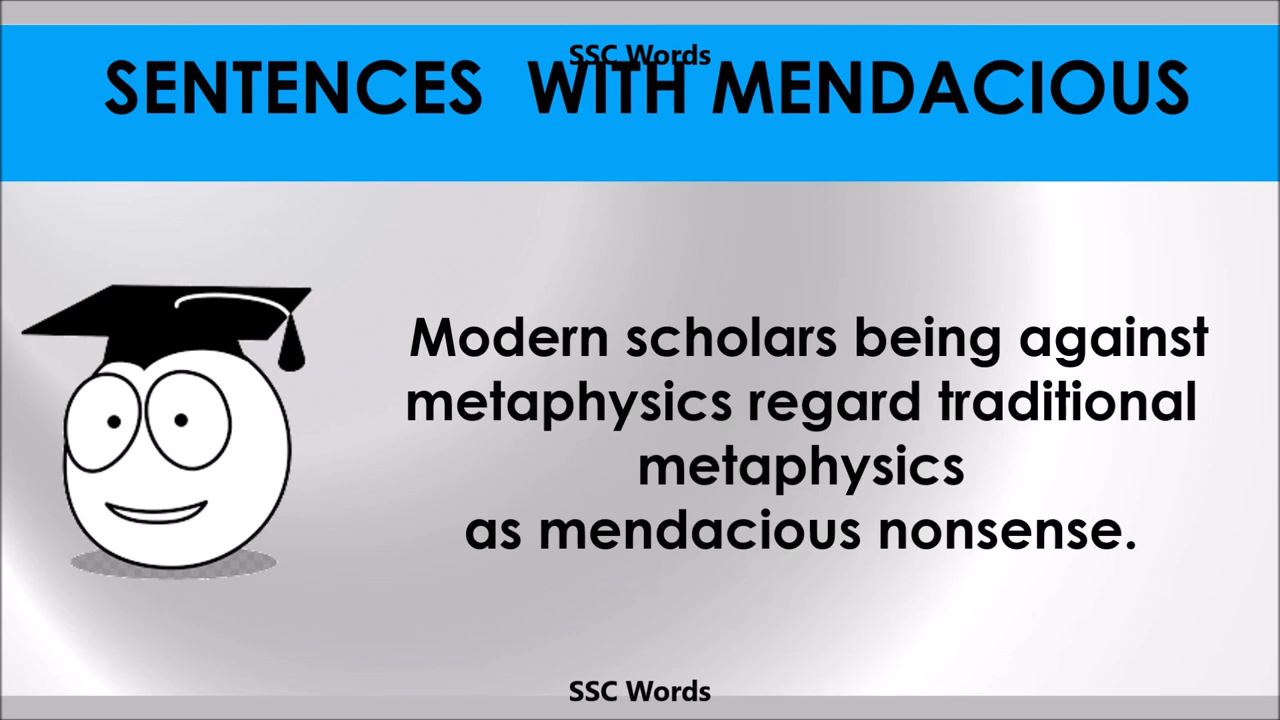 SSC Words
SENTENCES WITH MENDACIOUS
Modern scholars being against
metaphysics regard traditional
metaphysics
as mendacious nonsense.
SSC Words